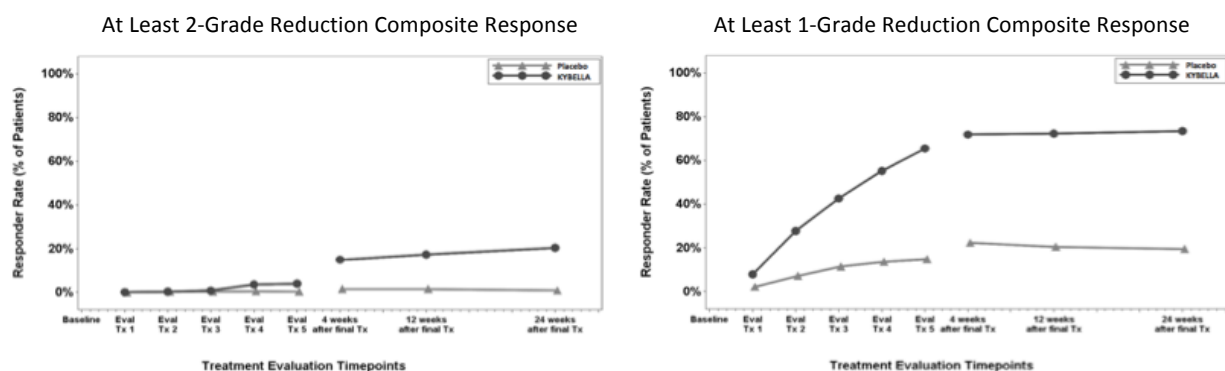 At Least 2-Grade Reduction Composite Response
Placebo
KYBELLA
Responder Rate (% of Patients)
100%
80%
60%
40%
20%
0%
Baseline
Eval Tx 1
Eval Tx 2
Eval Tx 3
Eval Tx 4
Eval Tx 5
4 weeks after final Tx
12 weeks after final Tx
24 weeks after final Tx
Treatment Evaluation Timepoints
At Least 1-Grade Reduction Composite Response
Placebo
KYBELLA
Responder Rate (% of Patients)
100%
80%
60%
40%
20%
0%
Baseline
Eval Tx 1
Eval Tx 2
Eval Tx 3
Eval Tx 4
Eval Tx 5
4 weeks after final Tx
12 weeks after final Tx
24 weeks after final Tx
Treatment Evaluation Timepoints